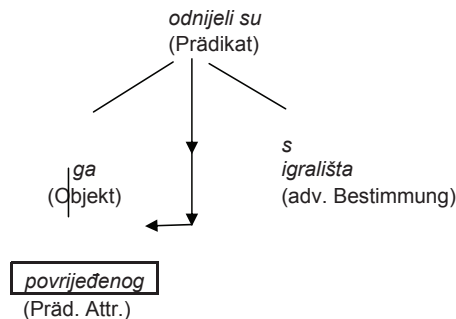 odnijeli su
(Prädikat)
ga
(Objekt)
s
igrališta
(adv. Bestimmung)
povrijeđenog
(Präd. Attr.)